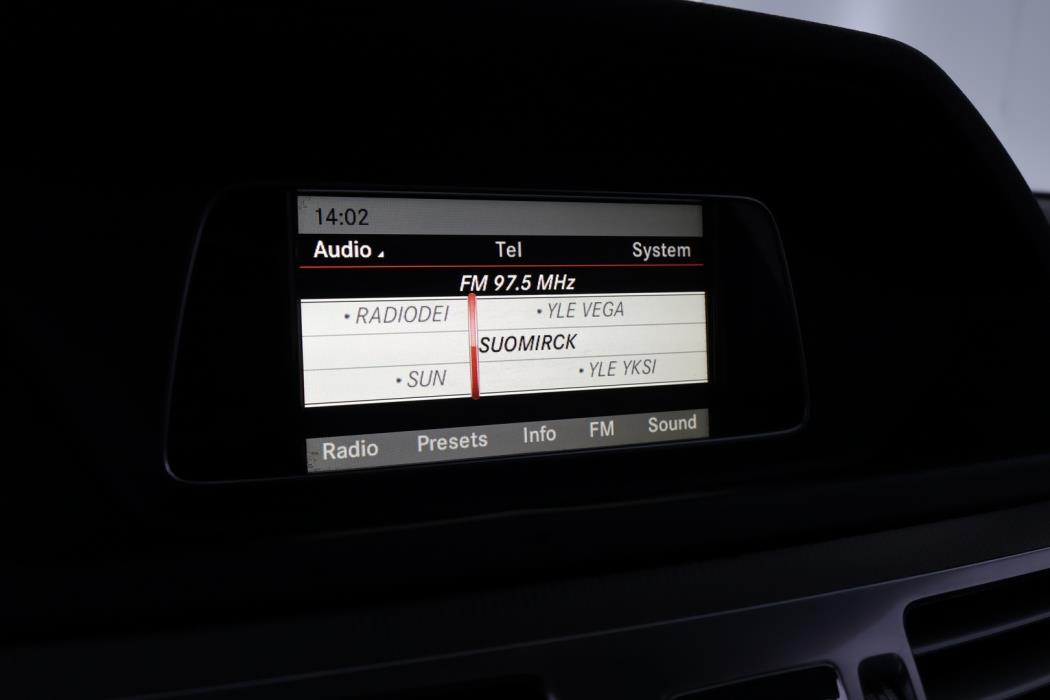 14:02
Audio Tel System
FM 97.5 MHz
• RADIODEI • YLE VEGA
SUOMIRCK
• SUN • YLE YKSI
Radio Presets Info FM Sound